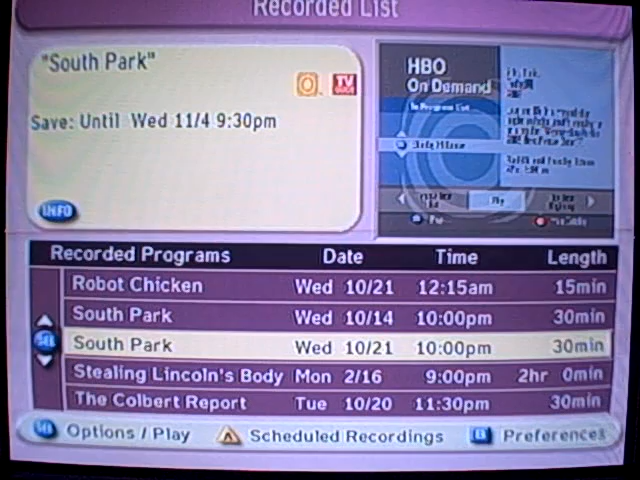 Recorded List
"South Park"
TV
GUIDE
Save: Until Wed 11/4 9:30pm
INFO
HBO
On Demand
Recorded Programs Date Time Length
Robot Chicken Wed 10/21 12:15am 15min
South Park Wed 10/14 10:00pm 30min
SEL South Park Wed 10/21 10:00pm 30min
Stealing Lincoln's Body Mon 2/16 9:00pm 2hr 0min
The Colbert Report Tue 10/20 11:30pm 30min
Options / Play A Scheduled Recordings Preferences